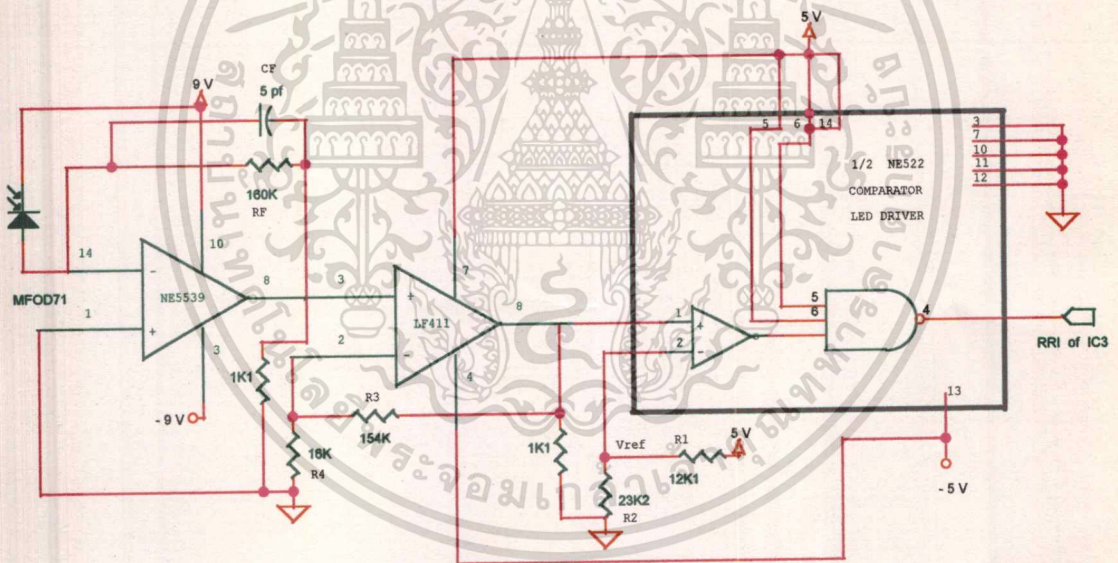 5 V
9 V
CF
5 pf
160K
RF
MFOD71
14
1
10
8
3
NE5539
-
+
1K1
- 9 V
3
2
7
8
4
LF411
+
-
R3
154K
16K
R4
1K1
Vref
R1
12K1
5 V
23K2
R2
5
6
14
1/2 NE522
COMPARATOR
LED DRIVER
3
7
10
11
12
1
2
+
-
5
6
4
13
- 5 V
RRI of IC3